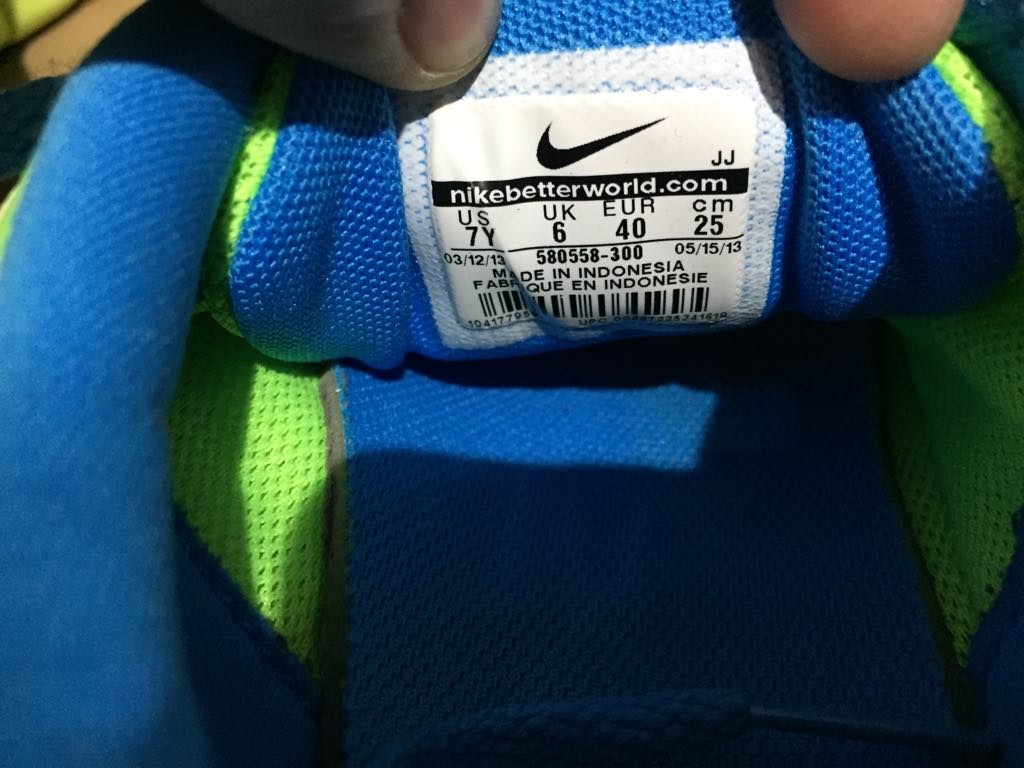 JJ
nikebetterworld.com
US UK EUR cm
7Y 6 40 25
03/12/13 580558-300 05/15/13
MADE IN INDONESIA
FABRIQUE EN INDONESIE
UPC